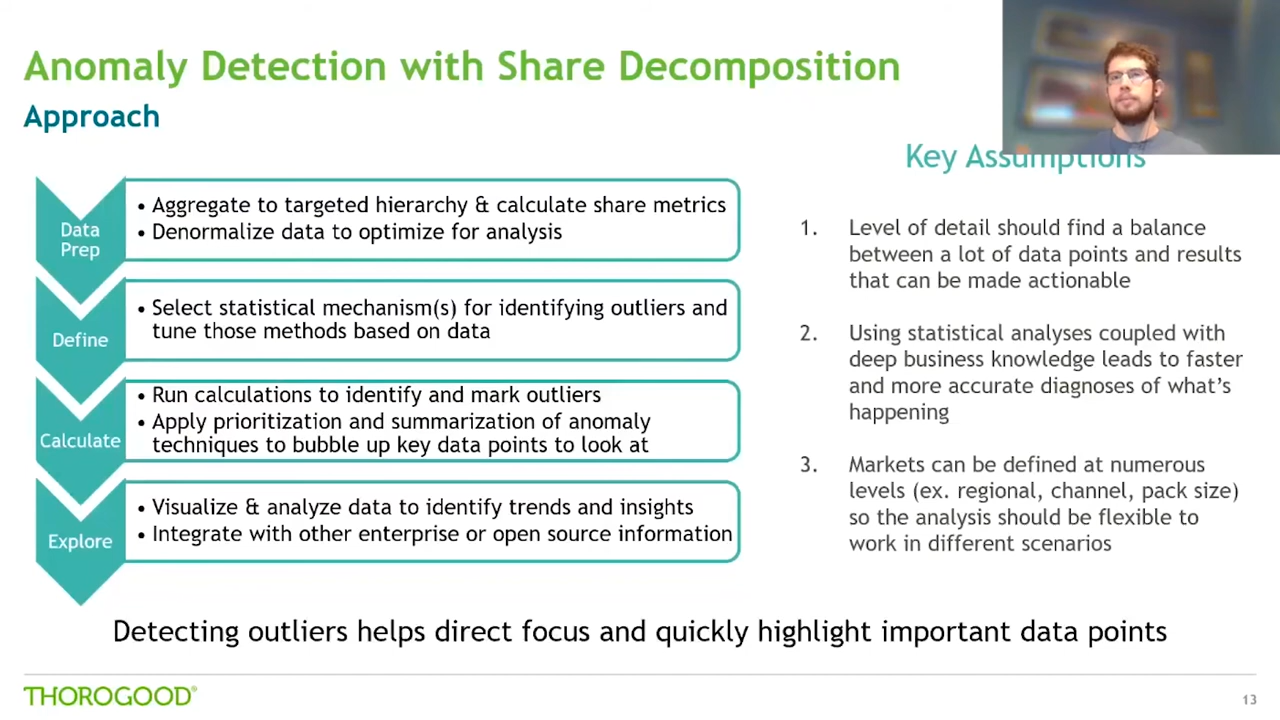 Anomaly Detection with Share Decomposition
Approach
Data
Prep
• Aggregate to targeted hierarchy & calculate share metrics
• Denormalize data to optimize for analysis
Define
• Select statistical mechanism(s) for identifying outliers and
tune those methods based on data
Calculate
• Run calculations to identify and mark outliers
• Apply prioritization and summarization of anomaly
techniques to bubble up key data points to look at
Explore
• Visualize & analyze data to identify trends and insights
• Integrate with other enterprise or open source information
Key Assumptions
1. Level of detail should find a balance
between a lot of data points and results
that can be made actionable
2. Using statistical analyses coupled with
deep business knowledge leads to faster
and more accurate diagnoses of what's
happening
3. Markets can be defined at numerous
levels (ex. regional, channel, pack size)
so the analysis should be flexible to
work in different scenarios
Detecting outliers helps direct focus and quickly highlight important data points
THOROGOOD®
13